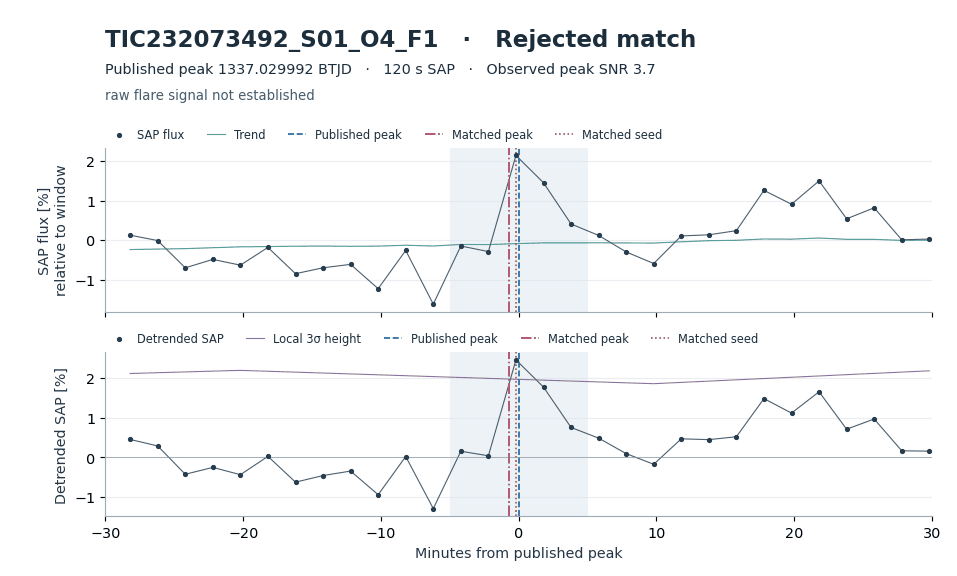 TIC232073492_S01_O4_F1 · Rejected match
Published peak 1337.029992 BTJD · 120 s SAP · Observed peak SNR 3.7
raw flare signal not established
SAP flux Trend Published peak Matched peak Matched seed
SAP flux [%]
relative to window
2
1
0
−1
Detrended SAP Local 3σ height Published peak Matched peak Matched seed
Detrended SAP [%]
2
1
0
−1
−30 −20 −10 0 10 20 30
Minutes from published peak